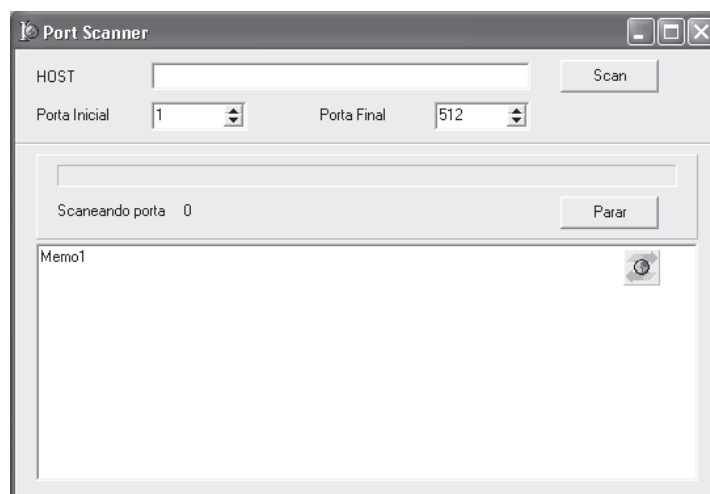 Port Scanner
HOST
Scan
Porta Inicial 1 Porta Final 512
Scaneando porta 0
Parar
Memo1